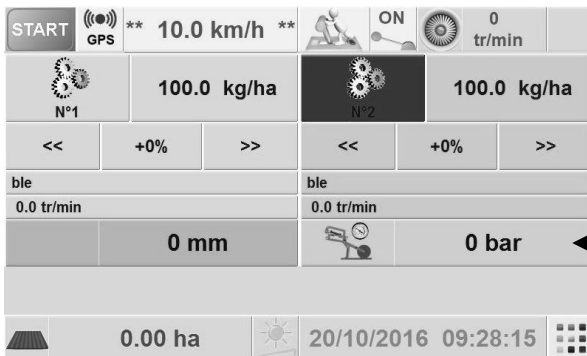 START GPS ** 10.0 km/h ** ON 0 tr/min
N°1 100.0 kg/ha N°2 100.0 kg/ha
<< +0% >> << +0% >>
ble ble
0.0 tr/min 0.0 tr/min
0 mm 0 bar
0.00 ha 20/10/2016 09:28:15